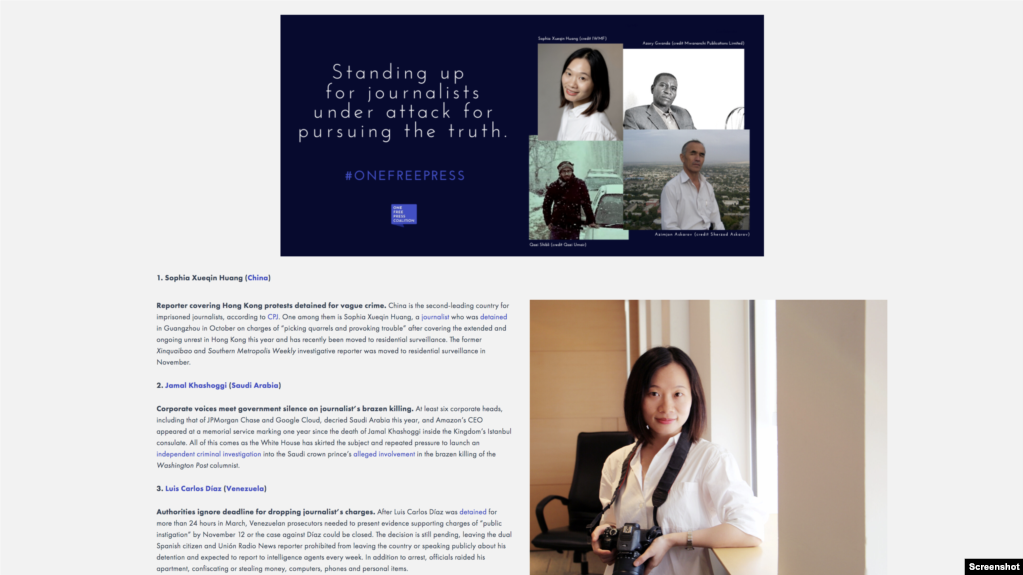 Sophia Xueqin Huang (credit IWMF)
Azory Gwanda (credit Mwananchi Publications Limited)
Standing up
for journalists
under attack for
pursuing the truth.
#ONEFREEPRESS
ONE
FREE
PRESS
COALITION
Azimjon Askarov (credit Sherzod Askarov)
Qazi Shibli (credit Qazi Umair)
1. Sophia Xueqin Huang (China)
Reporter covering Hong Kong protests detained for vague crime. China is the second-leading country for
imprisoned journalists, according to CPJ. One among them is Sophia Xueqin Huang, a journalist who was detained
in Guangzhou in October on charges of "picking quarrels and provoking trouble" after covering the extended and
ongoing unrest in Hong Kong this year and has recently been moved to residential surveillance. The former
Xinquaibao and Southern Metropolis Weekly investigative reporter was moved to residential surveillance in
November.
2. Jamal Khashoggi (Saudi Arabia)
Corporate voices meet government silence on journalist's brazen killing. At least six corporate heads,
including that of JPMorgan Chase and Google Cloud, decried Saudi Arabia this year, and Amazon's CEO
appeared at a memorial service marking one year since the death of Jamal Khashoggi inside the Kingdom's Istanbul
consulate. All of this comes as the White House has skirted the subject and repeated pressure to launch an
independent criminal investigation into the Saudi crown prince's alleged involvement in the brazen killing of the
Washington Post columnist.
3. Luis Carlos Díaz (Venezuela)
Authorities ignore deadline for dropping journalist's charges. After Luis Carlos Díaz was detained for
more than 24 hours in March, Venezuelan prosecutors needed to present evidence supporting charges of "public
instigation" by November 12 or the case against Díaz could be closed. The decision is still pending, leaving the dual
Spanish citizen and Unión Radio News reporter prohibited from leaving the country or speaking publicly about his
detention and expected to report to intelligence agents every week. In addition to arrest, officials raided his
apartment, confiscating or stealing money, computers, phones and personal items.
Screenshot